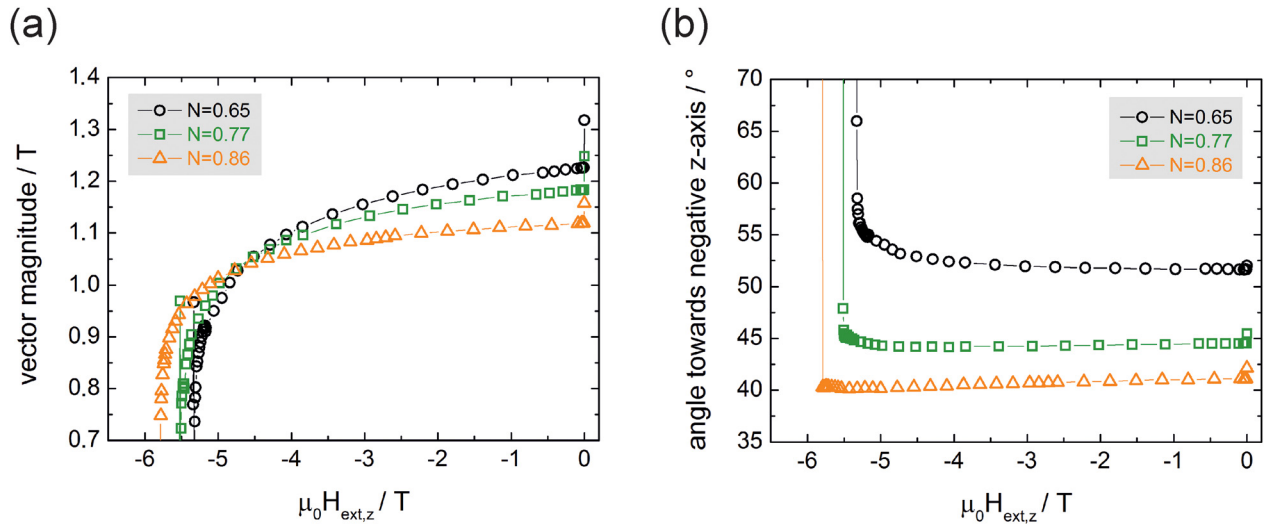 (a)
vector magnitude / T
1.4
1.3
1.2
1.1
1.0
0.9
0.8
0.7
N=0.65
N=0.77
N=0.86
-6 -5 -4 -3 -2 -1 0
μ₀Hext,z / T
(b)
angle towards negative z-axis / °
70
65
60
55
50
45
40
35
N=0.65
N=0.77
N=0.86
-6 -5 -4 -3 -2 -1 0
μ₀Hext,z / T